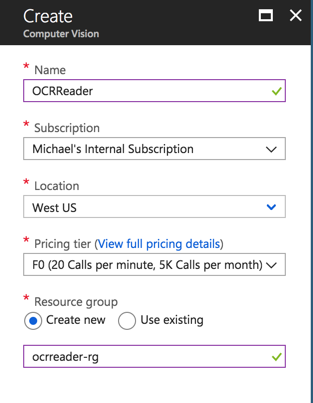 Create
Computer Vision
* Name
OCRReader
* Subscription
Michael's Internal Subscription
* Location
West US
* Pricing tier (View full pricing details)
F0 (20 Calls per minute, 5K Calls per month)
* Resource group
Create new Use existing
ocrreader-rg